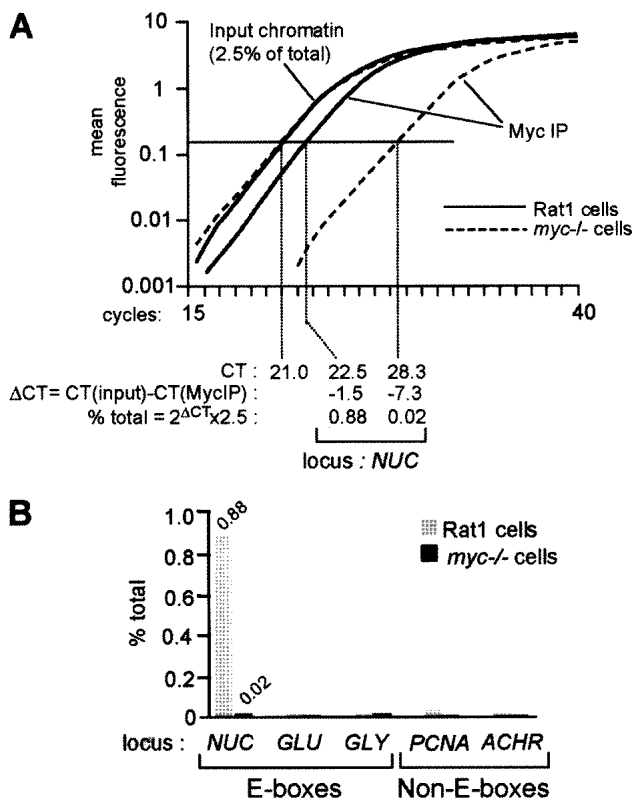 A
Input chromatin
(2.5% of total)
mean
fluorescence
10
1
0.1
0.01
0.001
Myc IP
Rat1 cells
myc-/- cells
cycles: 15 40
CT : 21.0 22.5 28.3
ΔCT= CT(input)-CT(MycIP) : -1.5 -7.3
% total = 2^ΔCT x2.5 : 0.88 0.02
locus : NUC
B
% total
1.0
0.8
0.6
0.4
0.2
0
0.88
0.02
Rat1 cells
myc-/- cells
locus : NUC GLU GLY PCNA ACHR
E-boxes Non-E-boxes